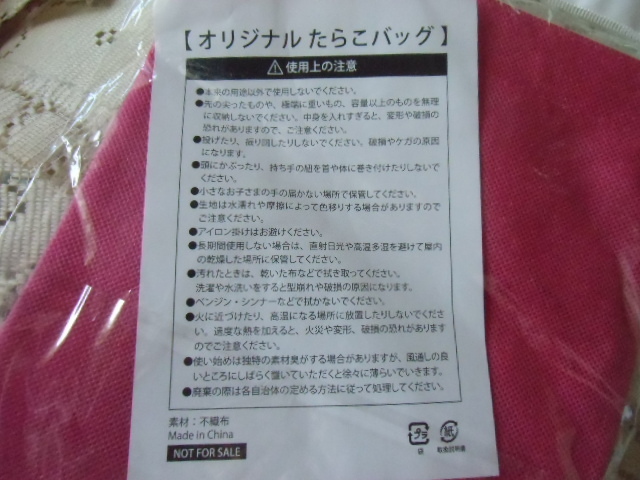 【オリジナル たらこバッグ】
使用上の注意
●本来の用途以外で使用しないでください。
●先の尖ったものや、極端に重いもの、容量以上のものを無理
に収納しないでください。中身を入れすぎると、変形や破損の
恐れがありますので、ご注意ください。
●投げたり、振り回したりしないでください。破損やケガの原因
になります。
●頭にかぶったり、持ち手の紐を首や体に巻き付けたりしないで
ください。
●小さなお子さまの手の届かない場所で保管してください。
●生地は水濡れや摩擦によって色移りする場合がありますので
ご注意ください。
●アイロン掛けはお避けください。
●長期間使用しない場合は、直射日光や高温多湿を避けて屋内
の乾燥した場所に保管してください。
●汚れたときは、乾いた布などで拭き取ってください。
洗濯や水洗いをすると型崩れや破損の原因になります。
●ベンジン・シンナーなどで拭かないでください。
●火に近づけたり、高温になる場所に放置したりしないでくださ
い。過度な熱を加えると、火災や変形、破損の恐れがあります
のでご注意ください。
●使い始めは独特の素材臭がする場合がありますが、風通しの良
いところにしばらく置いていただくと徐々に薄らいでいきます。
●廃棄の際は各自治体の定める方法に従って処理してください。
素材：不織布
Made in China
NOT FOR SALE
プラ
袋
紙
取扱説明書